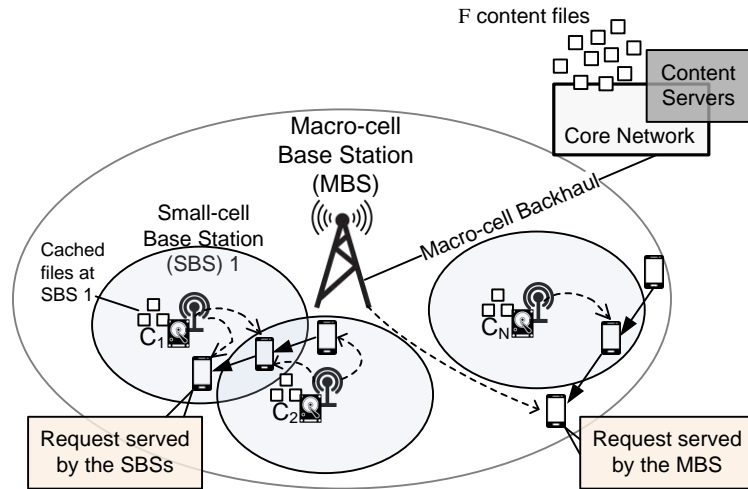 F content files
Content
Servers
Core Network
Macro-cell
Base Station
(MBS)
Macro-cell Backhaul
Small-cell
Base Station
(SBS) 1
Cached
files at
SBS 1
C1
C2
CN
Request served
by the SBSs
Request served
by the MBS